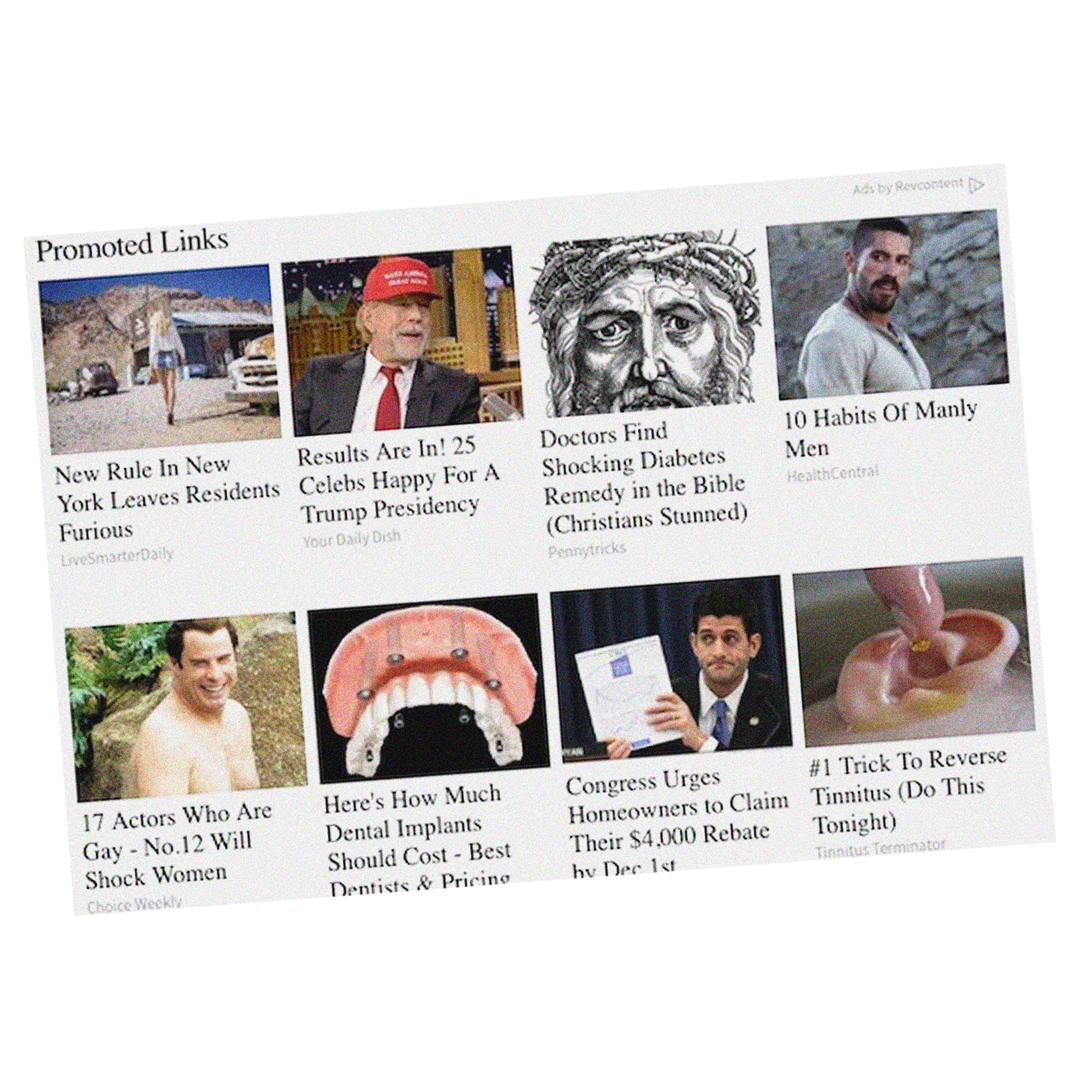 Ads by Revcontent
Promoted Links
New Rule In New
York Leaves Residents
Furious
LiveSmarterDaily
Results Are In! 25
Celebs Happy For A
Trump Presidency
Your Daily Dish
Doctors Find
Shocking Diabetes
Remedy in the Bible
(Christians Stunned)
Pennytricks
10 Habits Of Manly
Men
HealthCentral
17 Actors Who Are
Gay - No.12 Will
Shock Women
Choice Weekly
Here's How Much
Dental Implants
Should Cost - Best
Dentists & Pricing
Congress Urges
Homeowners to Claim
Their $4,000 Rebate
by Dec 1st
#1 Trick To Reverse
Tinnitus (Do This
Tonight)
Tinnitus Terminator